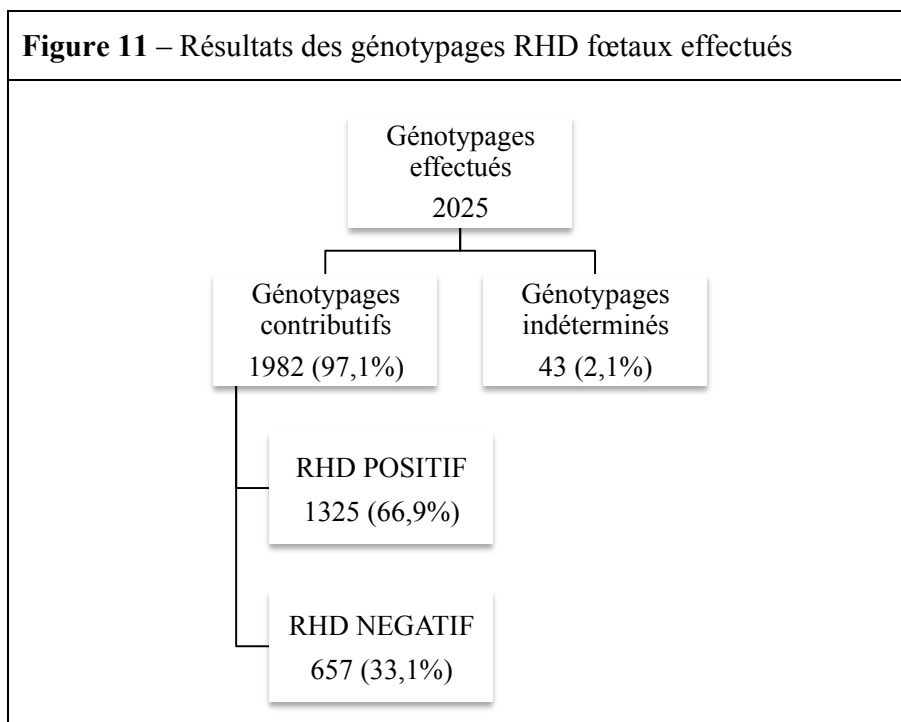 Figure 11 – Résultats des génotypages RHD fœtaux effectués
Génotypages
effectués
2025
Génotypages
contributifs
1982 (97,1%)
Génotypages
indéterminés
43 (2,1%)
RHD POSITIF
1325 (66,9%)
RHD NEGATIF
657 (33,1%)